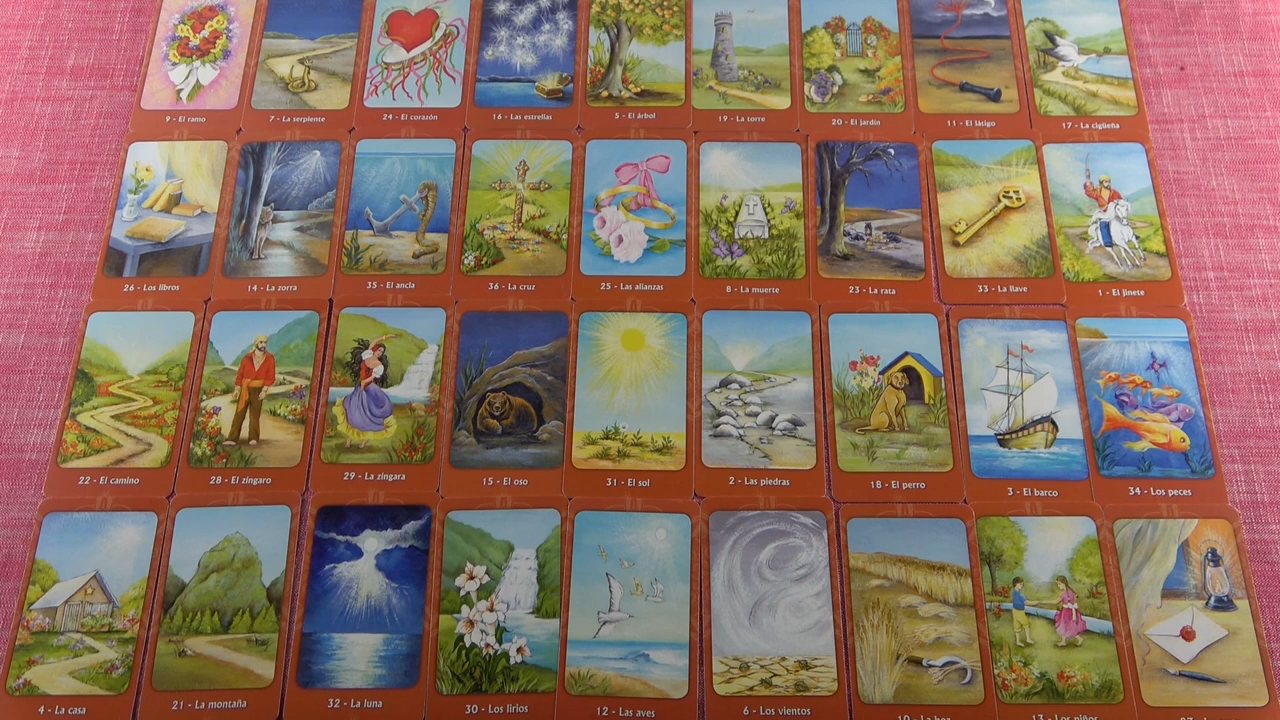 9 - El ramo
7 - La serpiente
24 - El corazón
16 - Las estrellas
5 - El árbol
19 - La torre
20 - El jardín
11 - El látigo
17 - La cigüeña
26 - Los libros
14 - La zorra
35 - El ancla
36 - La cruz
25 - Las alianzas
8 - La muerte
23 - La rata
33 - La llave
1 - El jinete
22 - El camino
28 - El zíngaro
29 - La zíngara
15 - El oso
31 - El sol
2 - Las piedras
18 - El perro
3 - El barco
34 - Los peces
4 - La casa
21 - La montaña
32 - La luna
30 - Los lirios
12 - Las aves
6 - Los vientos
10 - La hoz
13 - Los niños